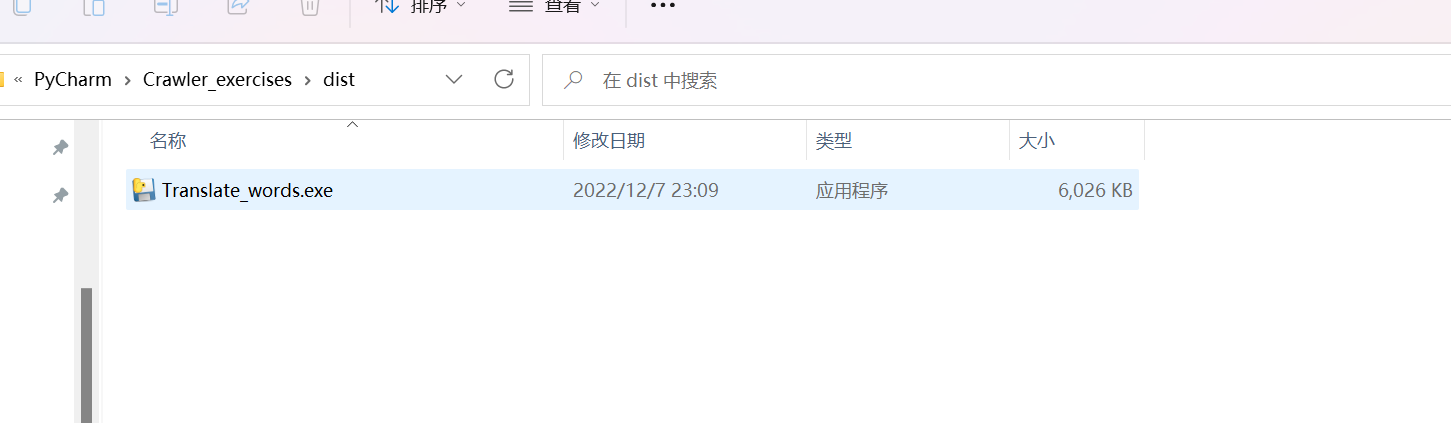 排序 查看
« PyCharm › Crawler_exercises › dist 在 dist 中搜索
名称 修改日期 类型 大小
Translate_words.exe 2022/12/7 23:09 应用程序 6,026 KB